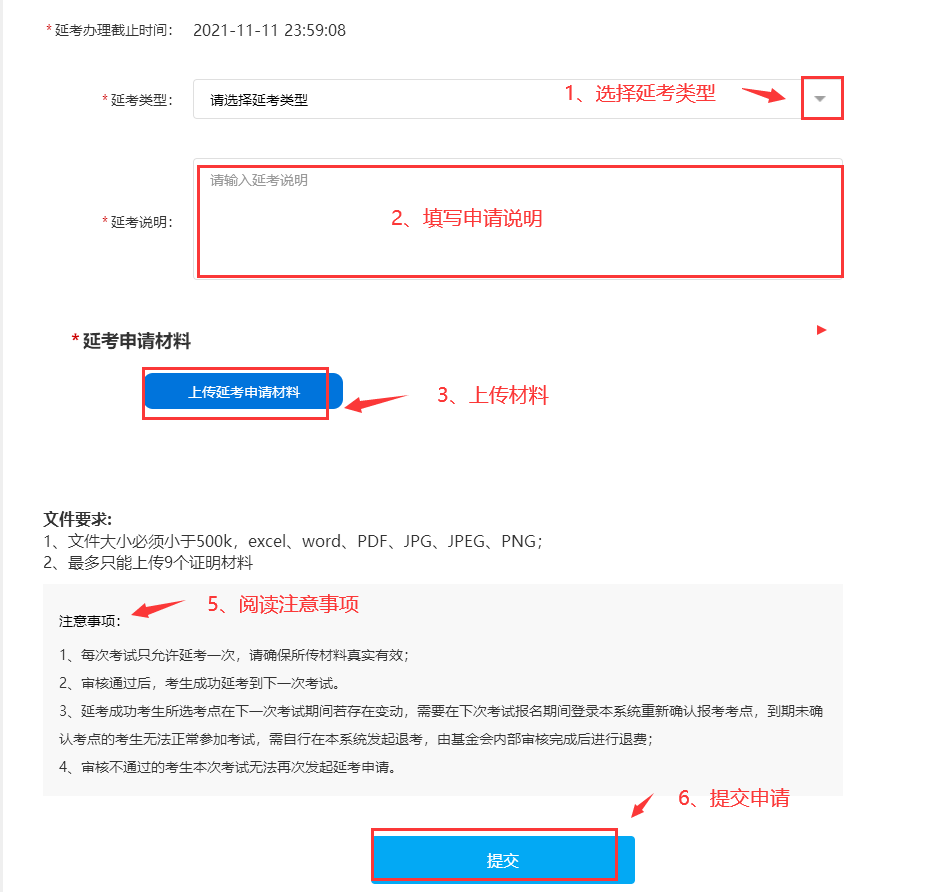 *延考办理截止时间： 2021-11-11 23:59:08
*延考类型： 请选择延考类型 1、选择延考类型
请输入延考说明
*延考说明： 2、填写申请说明
*延考申请材料
上传延考申请材料 3、上传材料
文件要求:
1、文件大小必须小于500k，excel、word、PDF、JPG、JPEG、PNG；
2、最多只能上传9个证明材料
5、阅读注意事项
注意事项：
1、每次考试只允许延考一次，请确保所传材料真实有效；
2、审核通过后，考生成功延考到下一次考试。
3、延考成功考生所选考点在下一次考试期间若存在变动，需要在下次考试报名期间登录本系统重新确认报考考点，到期未确
认考点的考生无法正常参加考试，需自行在本系统发起退考，由基金会内部审核完成后进行退费；
4、审核不通过的考生本次考试无法再次发起延考申请。
6、提交申请
提交